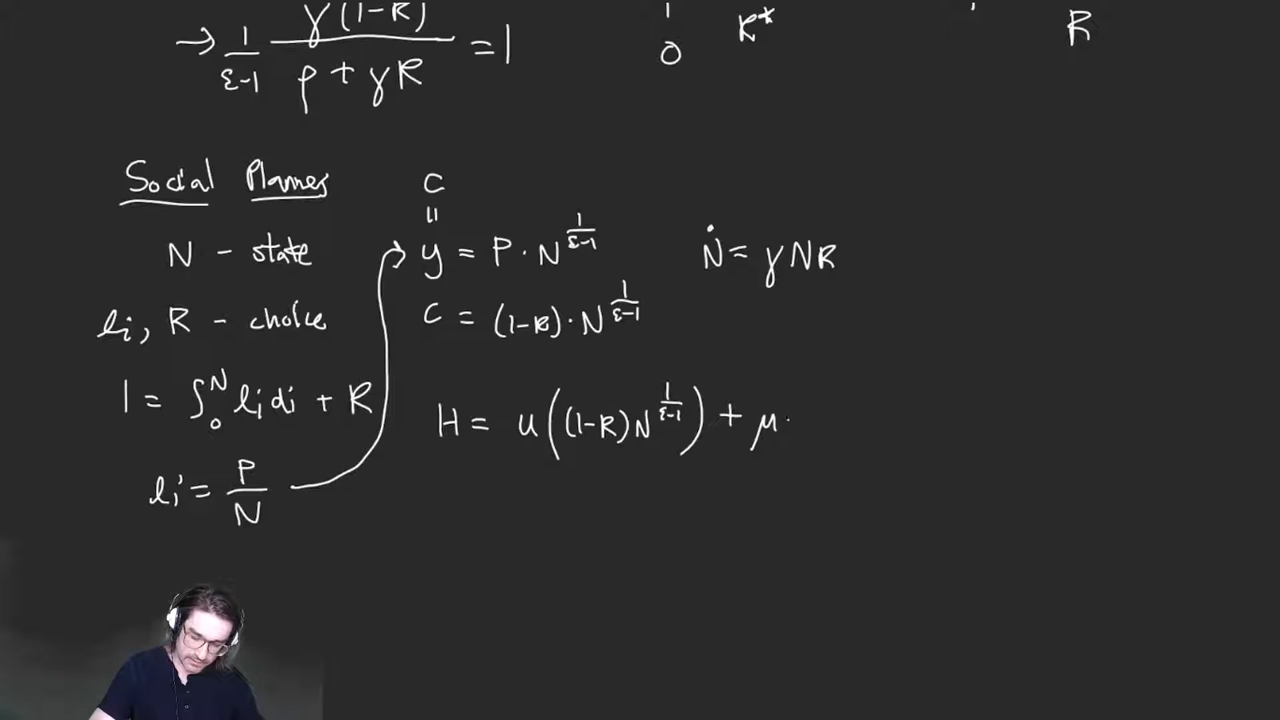 → 1/(ε-1) γ(1-R)/(ρ + γR) = 1
0 R* R
Social Planner
N - state
li, R - choice
1 = ∫₀ᴺ li di + R
li = P/N
C
=
y = P · N^(1/(ε-1))
Ṅ = γNR
C = (1-R) · N^(1/(ε-1))
H = u((1-R)N^(1/(ε-1))) + μ·